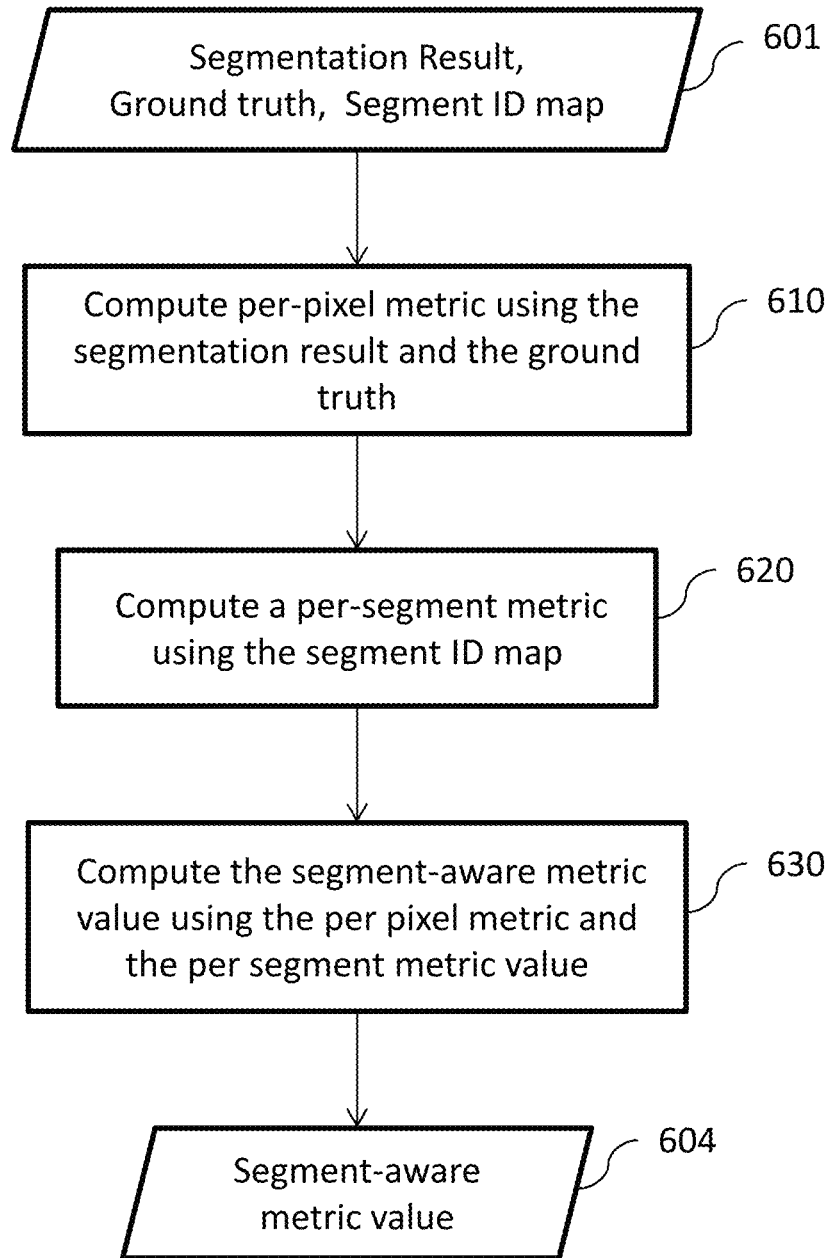 Segmentation Result,
Ground truth, Segment ID map
601
Compute per-pixel metric using the
segmentation result and the ground
truth
610
Compute a per-segment metric
using the segment ID map
620
Compute the segment-aware metric
value using the per pixel metric and
the per segment metric value
630
Segment-aware
metric value
604